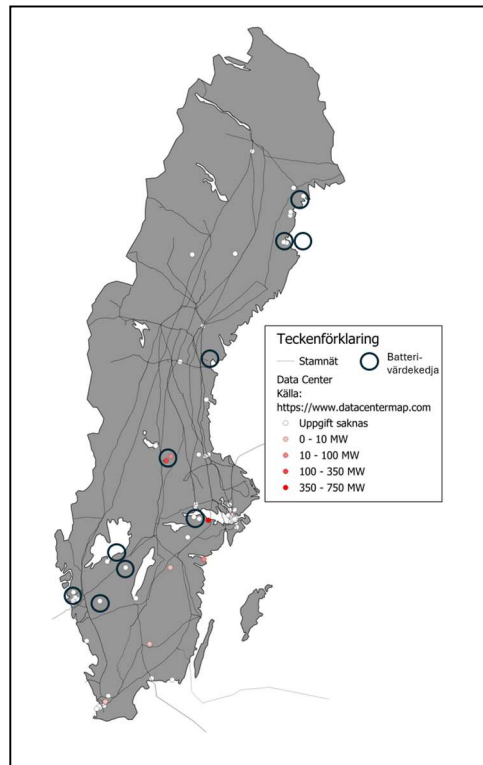 Teckenförklaring
Stamnät
Batteri-
värdekedja
Data Center
Källa:
https://www.datacentermap.com
Uppgift saknas
0 - 10 MW
10 - 100 MW
100 - 350 MW
350 - 750 MW